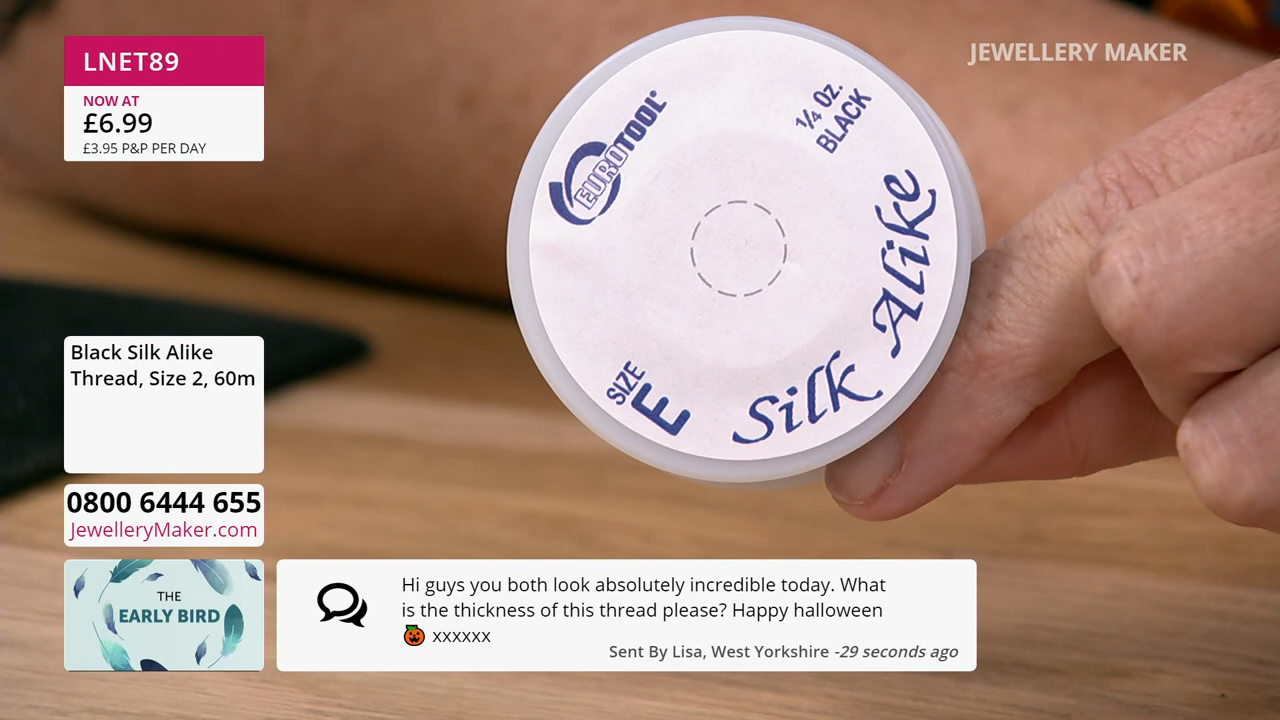 LNET89
NOW AT
£6.99
£3.95 P&P PER DAY
JEWELLERY MAKER
EUROTOOL®
1/4 Oz.
BLACK
Silk Alike
SIZE
E
Black Silk Alike
Thread, Size 2, 60m
0800 6444 655
JewelleryMaker.com
THE
EARLY BIRD
Hi guys you both look absolutely incredible today. What
is the thickness of this thread please? Happy halloween
🎃 xxxxxx
Sent By Lisa, West Yorkshire -29 seconds ago